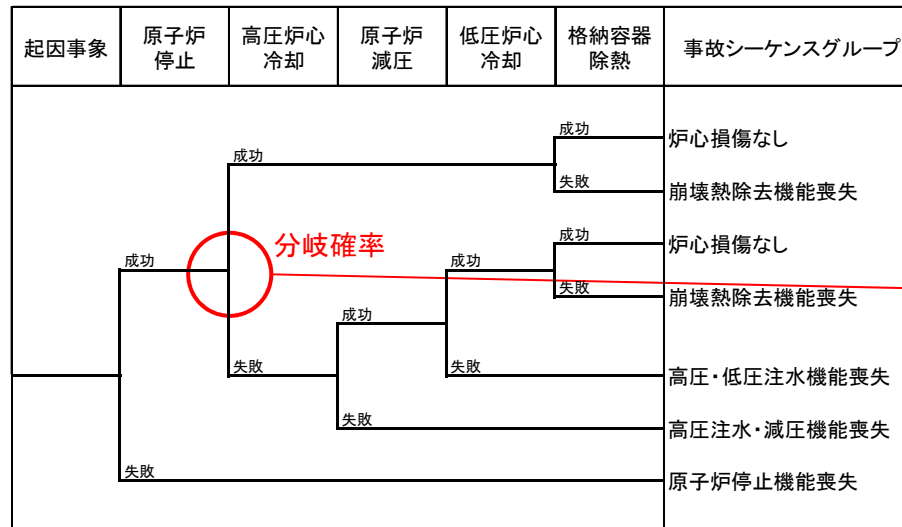 起因事象
原子炉
停止
高圧炉心
冷却
原子炉
減圧
低圧炉心
冷却
格納容器
除熱
事故シーケンスグループ
成功
炉心損傷なし
成功
失敗
崩壊熱除去機能喪失
分岐確率
成功
炉心損傷なし
成功
成功
失敗
崩壊熱除去機能喪失
成功
失敗
失敗
高圧・低圧注水機能喪失
失敗
高圧注水・減圧機能喪失
失敗
原子炉停止機能喪失